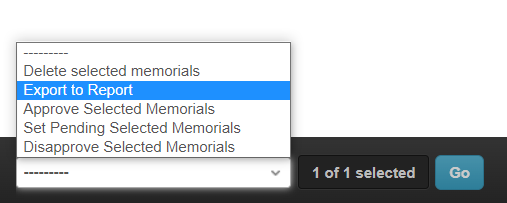 ---------
Delete selected memorials
Export to Report
Approve Selected Memorials
Set Pending Selected Memorials
Disapprove Selected Memorials
--------- 1 of 1 selected Go